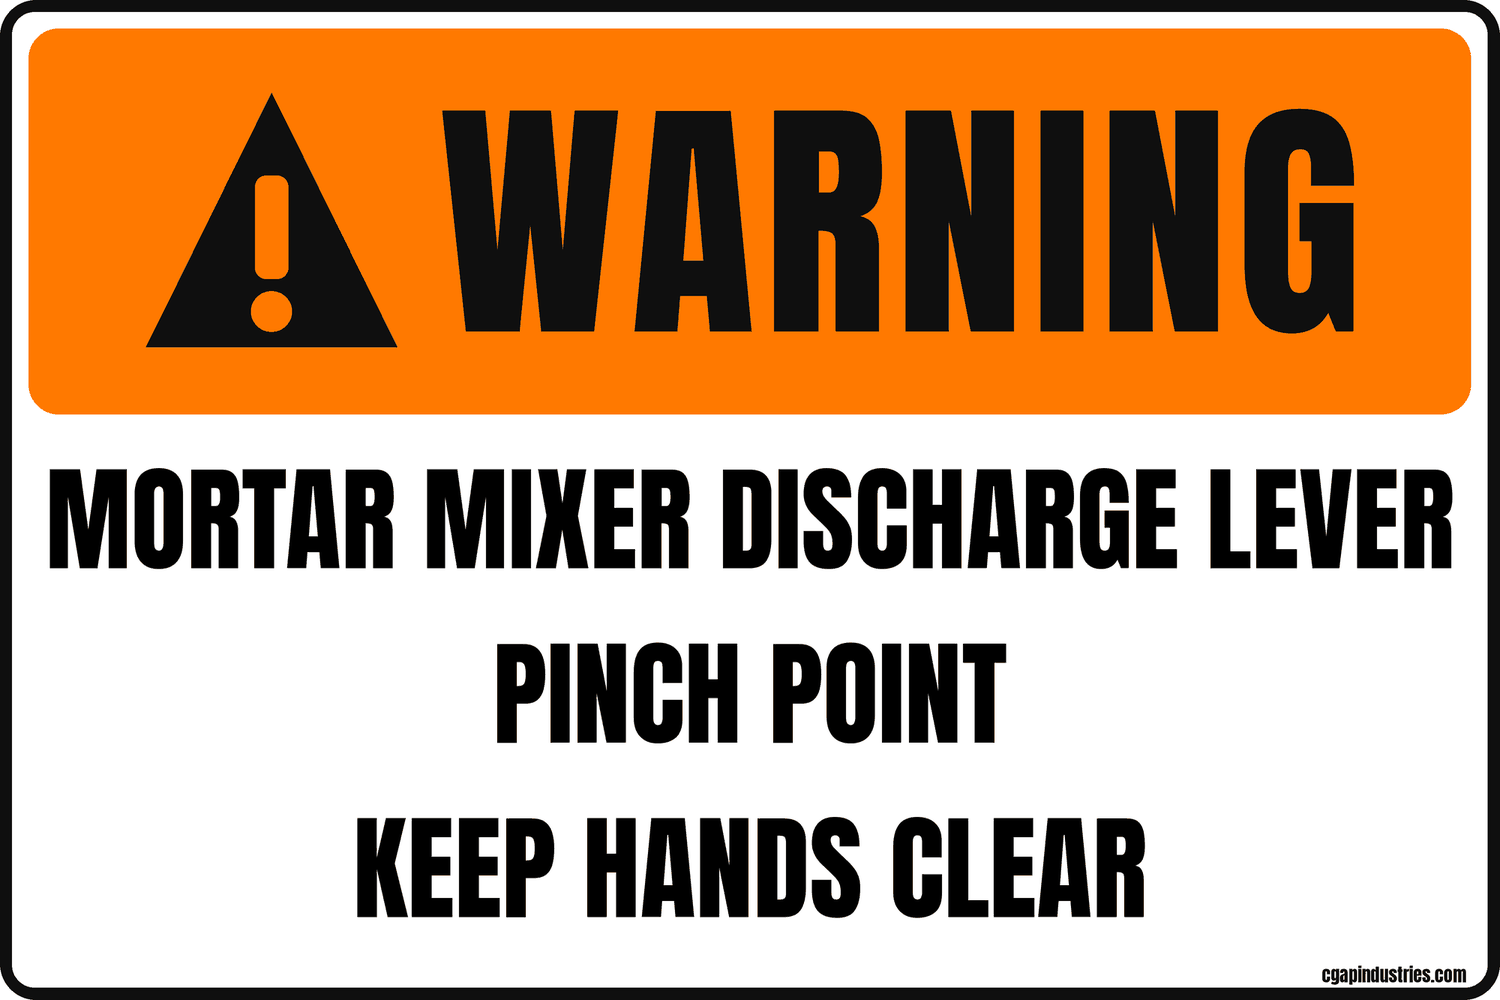 WARNING
MORTAR MIXER DISCHARGE LEVER
PINCH POINT
KEEP HANDS CLEAR
cgapindustries.com